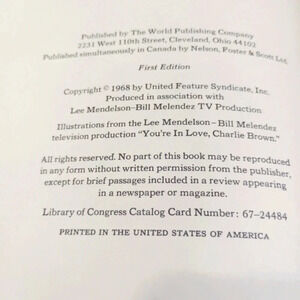 Published by The World Publishing Company
2231 West 110th Street, Cleveland, Ohio 44102
Published simultaneously in Canada by Nelson, Foster & Scott Ltd.
First Edition
Copyright © 1968 by United Feature Syndicate, Inc.
Produced in association with
Lee Mendelson–Bill Melendez TV Production
Illustrations from the Lee Mendelson–Bill Melendez
television production "You're In Love, Charlie Brown."
All rights reserved. No part of this book may be reproduced
in any form without written permission from the publisher,
except for brief passages included in a review appearing
in a newspaper or magazine.
Library of Congress Catalog Card Number: 67-24484
PRINTED IN THE UNITED STATES OF AMERICA